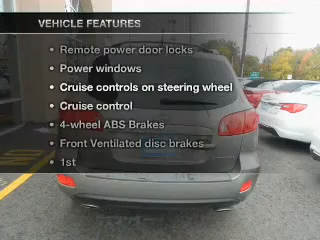 VEHICLE FEATURES
• Remote power door locks
• Power windows
• Cruise controls on steering wheel
• Cruise control
• 4-wheel ABS Brakes
• Front Ventilated disc brakes
• 1st